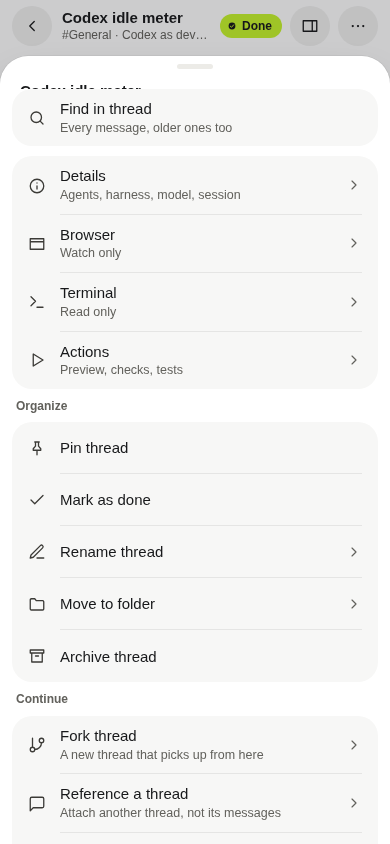 Codex idle meter
#General · Codex as dev…
Done
Codex idle meter
Find in thread
Every message, older ones too
Details
Agents, harness, model, session
Browser
Watch only
Terminal
Read only
Actions
Preview, checks, tests
Organize
Pin thread
Mark as done
Rename thread
Move to folder
Archive thread
Continue
Fork thread
A new thread that picks up from here
Reference a thread
Attach another thread, not its messages